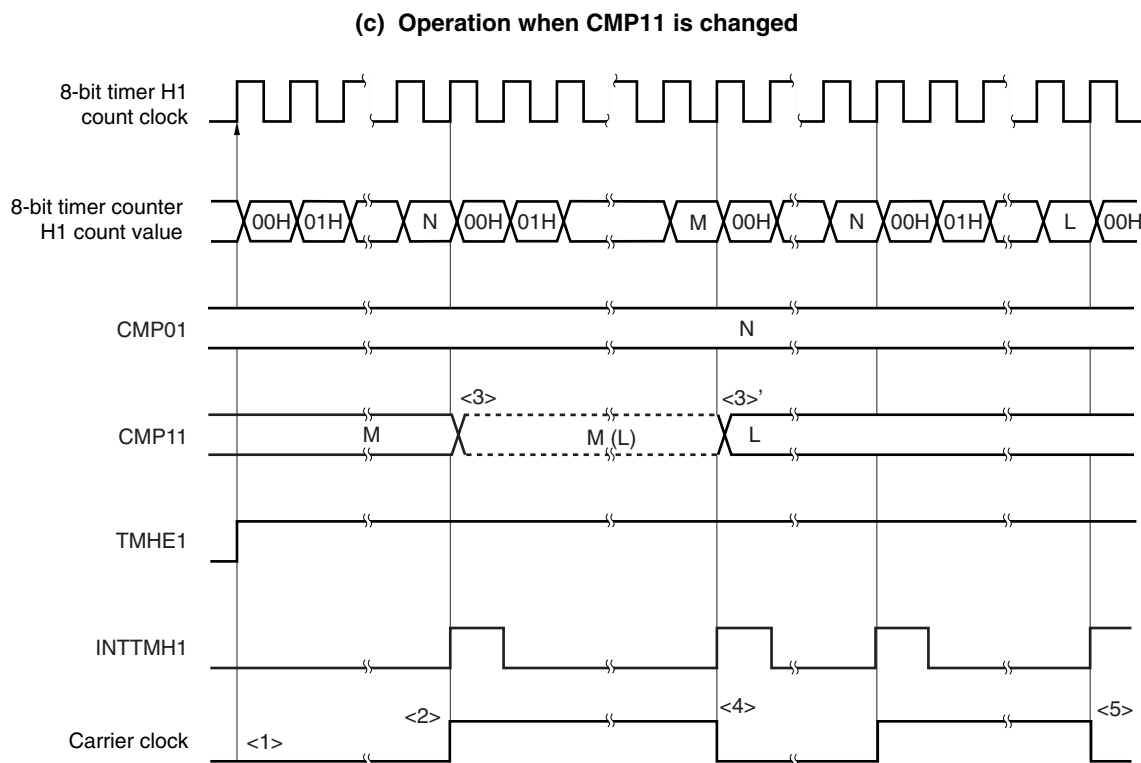 (c) Operation when CMP11 is changed
8-bit timer H1
count clock
8-bit timer counter
H1 count value
00H 01H N 00H 01H M 00H N 00H 01H L 00H
CMP01
N
<3> <3>’
CMP11
M M (L) L
TMHE1
INTTMH1
<2> <4> <5>
Carrier clock
<1>